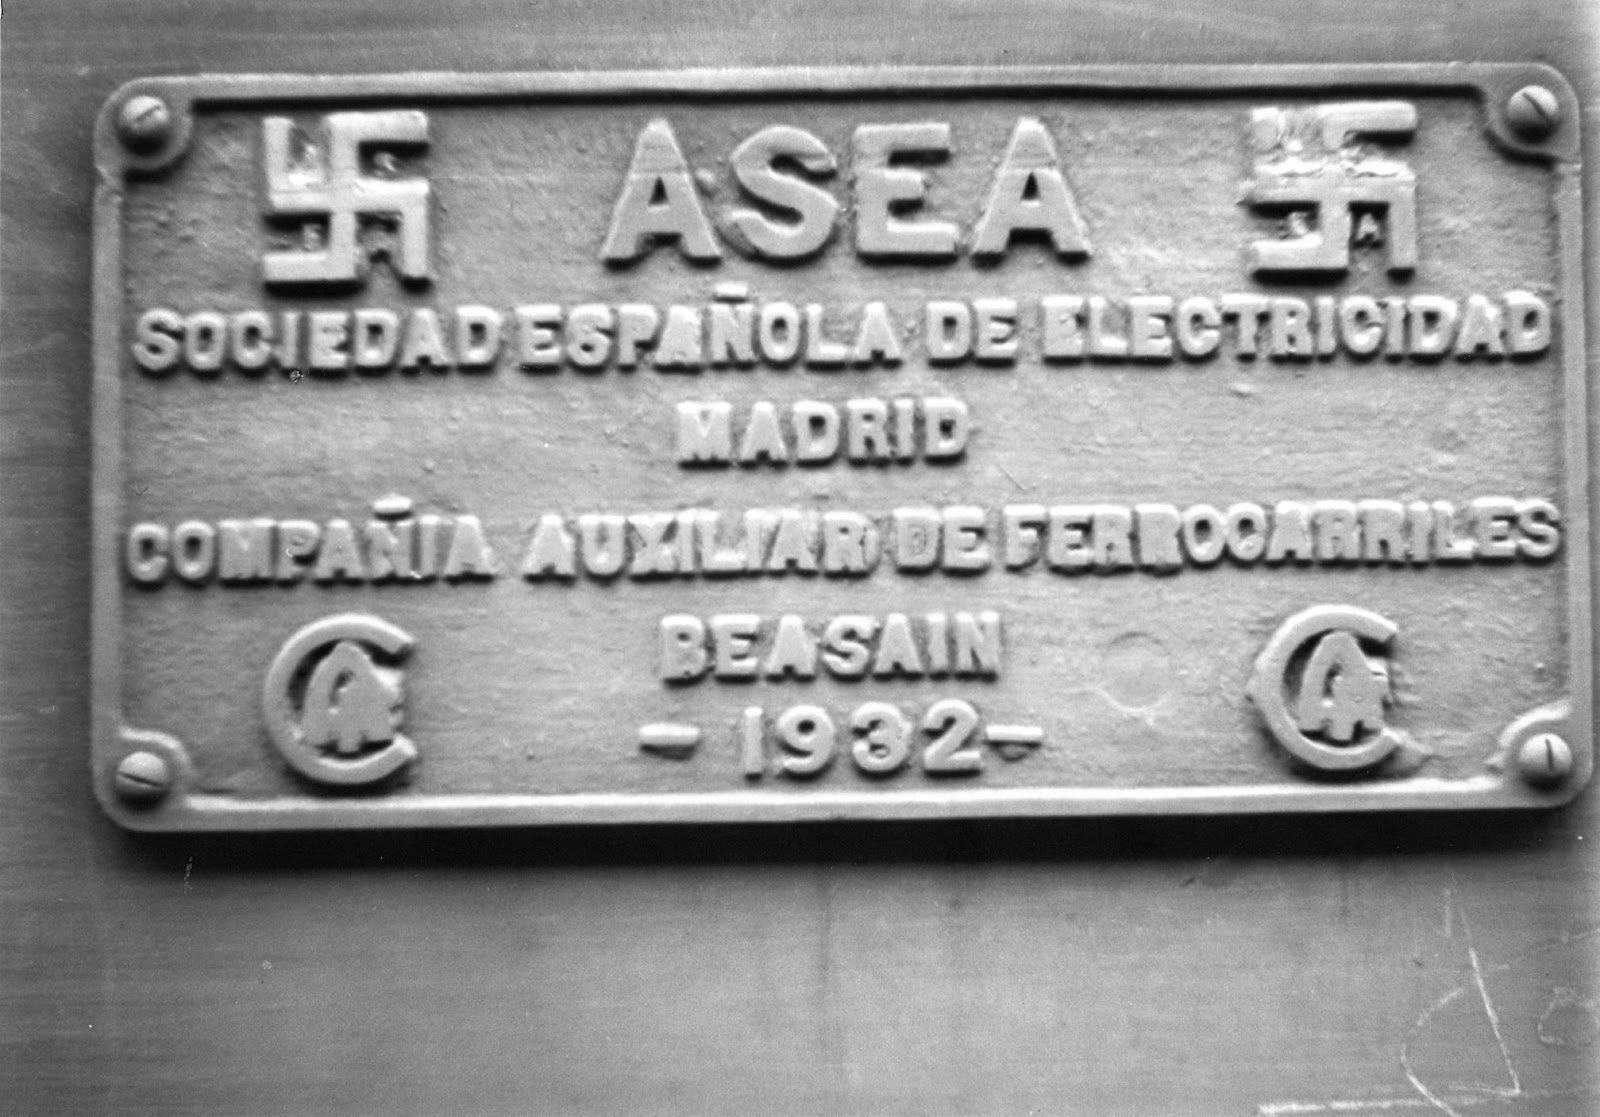 ASEA
SOCIEDAD ESPAÑOLA DE ELECTRICIDAD
MADRID
COMPAÑIA AUXILIAR DE FERROCARRILES
BEASAIN
- 1932 -